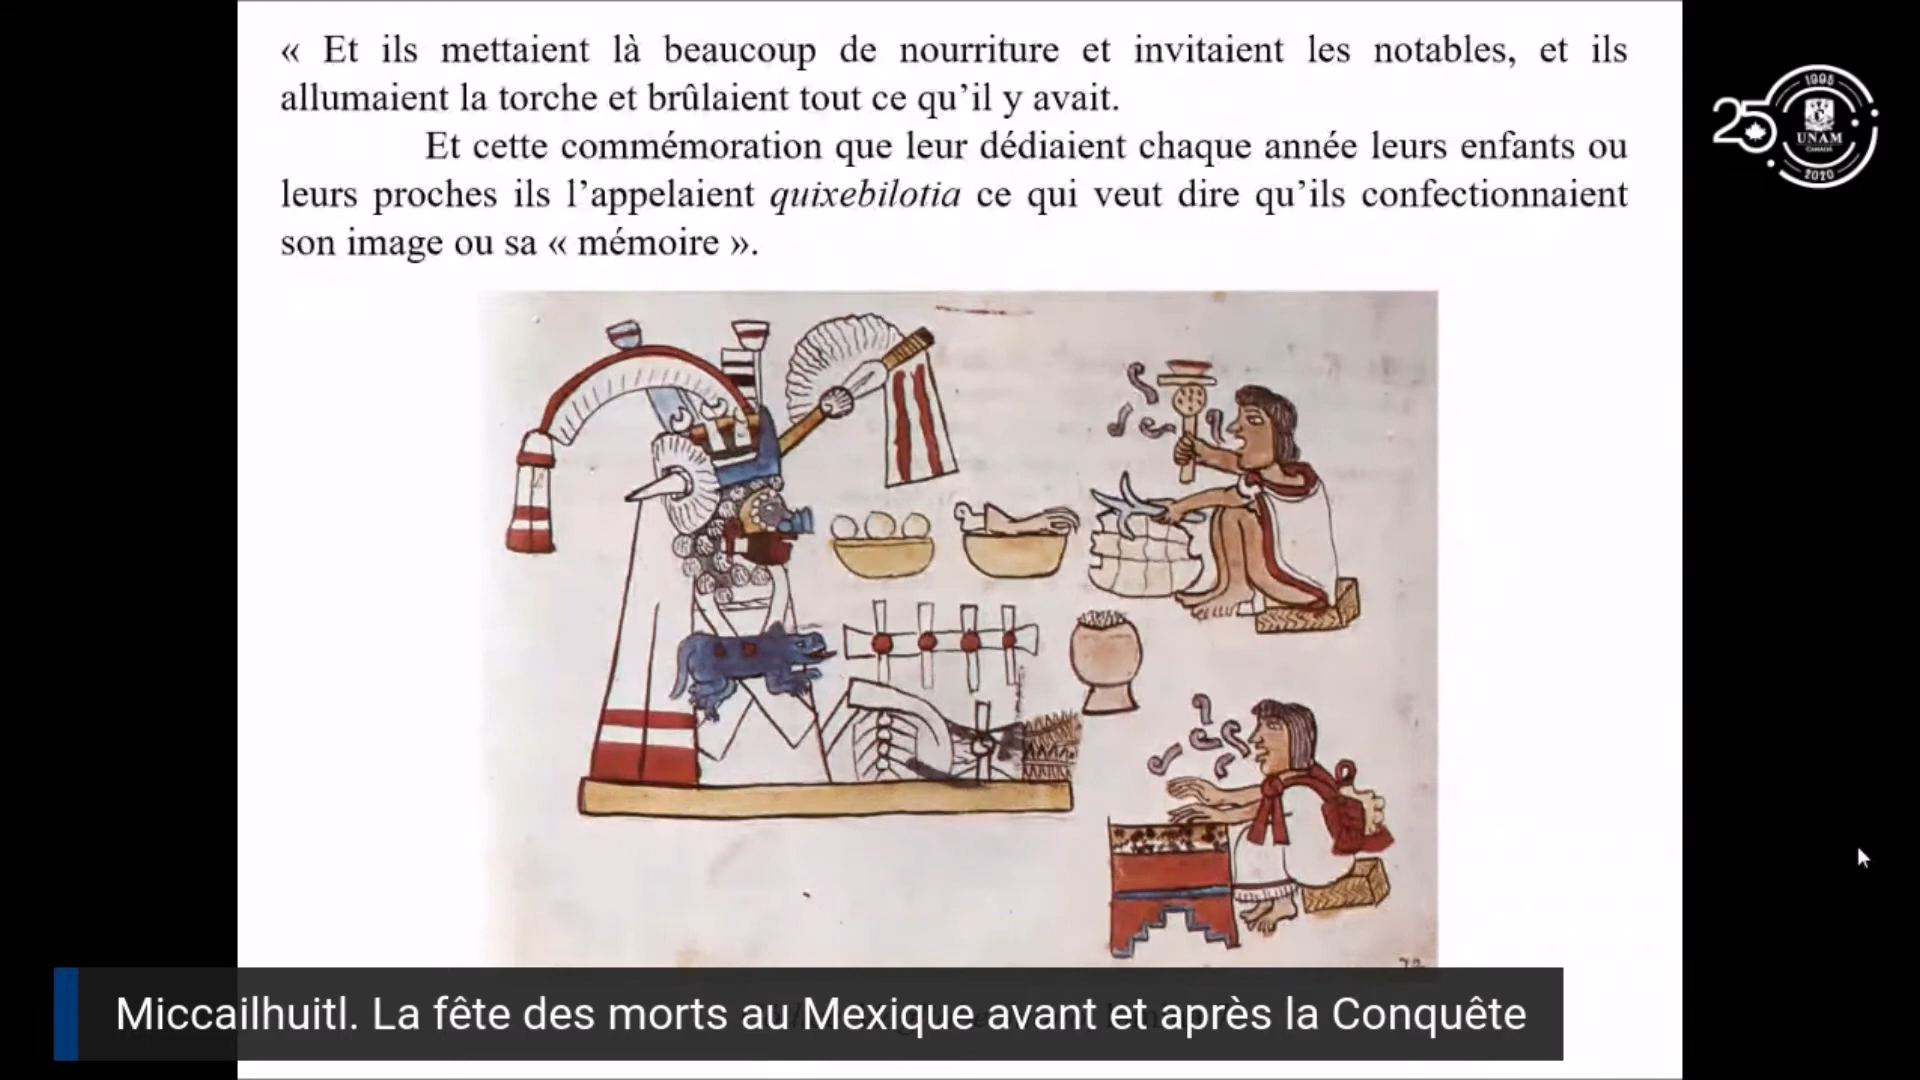 « Et ils mettaient là beaucoup de nourriture et invitaient les notables, et ils
allumaient la torche et brûlaient tout ce qu’il y avait.
Et cette commémoration que leur dédiaient chaque année leurs enfants ou
leurs proches ils l’appelaient quixebilotia ce qui veut dire qu’ils confectionnaient
son image ou sa « mémoire ».
1995
25
UNAM
CANADÁ
2020
72
Miccailhuitl. La fête des morts au Mexique avant et après la Conquête